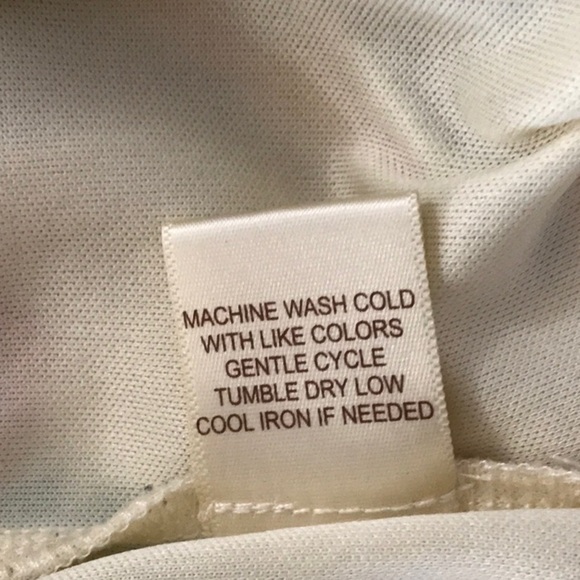 MACHINE WASH COLD
WITH LIKE COLORS
GENTLE CYCLE
TUMBLE DRY LOW
COOL IRON IF NEEDED